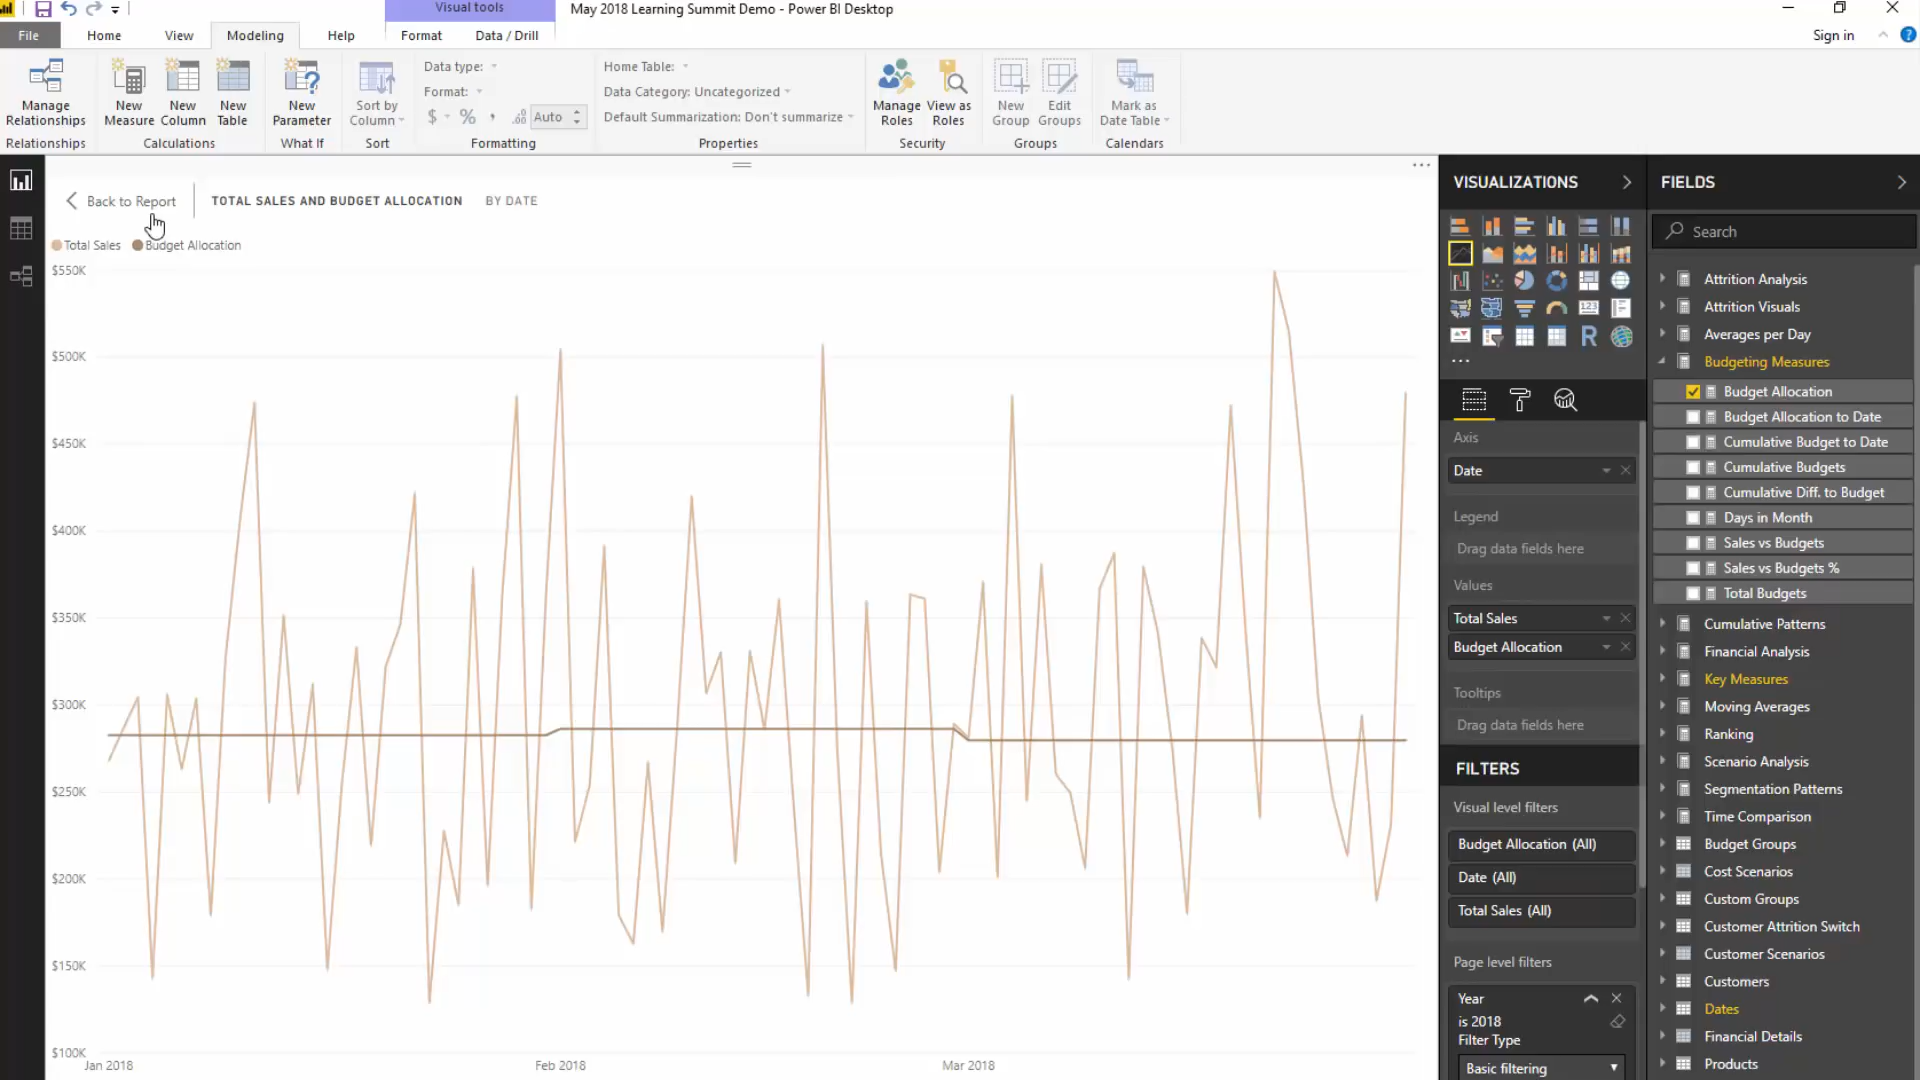 Visual tools
May 2018 Learning Summit Demo - Power BI Desktop
File
Home
View
Modeling
Help
Format
Data / Drill
Sign in
?
Manage Relationships
New Measure
New Column
New Table
New Parameter
Sort by Column
Data type:
Format:
$ % , .00 Auto
Home Table:
Data Category: Uncategorized
Default Summarization: Don't summarize
Manage Roles
View as Roles
New Group
Edit Groups
Mark as Date Table
Relationships
Calculations
What If
Sort
Formatting
Properties
Security
Groups
Calendars
Back to Report
TOTAL SALES AND BUDGET ALLOCATION
BY DATE
Total Sales
Budget Allocation
$550K
$500K
$450K
$400K
$350K
$300K
$250K
$200K
$150K
$100K
Jan 2018
Feb 2018
Mar 2018
VISUALIZATIONS
123
R
Axis
Date
Legend
Drag data fields here
Values
Total Sales
Budget Allocation
Tooltips
Drag data fields here
FILTERS
Visual level filters
Budget Allocation (All)
Date (All)
Total Sales (All)
Page level filters
Year
is 2018
Filter Type
Basic filtering
FIELDS
Search
Attrition Analysis
Attrition Visuals
Averages per Day
Budgeting Measures
Budget Allocation
Budget Allocation to Date
Cumulative Budget to Date
Cumulative Budgets
Cumulative Diff. to Budget
Days in Month
Sales vs Budgets
Sales vs Budgets %
Total Budgets
Cumulative Patterns
Financial Analysis
Key Measures
Moving Averages
Ranking
Scenario Analysis
Segmentation Patterns
Time Comparison
Budget Groups
Cost Scenarios
Custom Groups
Customer Attrition Switch
Customer Scenarios
Customers
Dates
Financial Details
Products